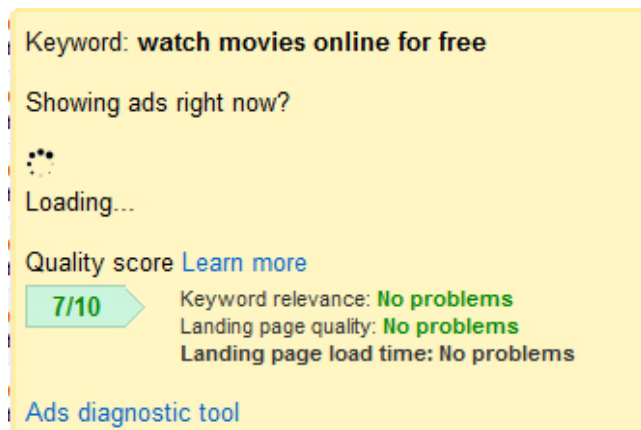 Keyword: watch movies online for free
Showing ads right now?
Loading...
Quality score Learn more
7/10
Keyword relevance: No problems
Landing page quality: No problems
Landing page load time: No problems
Ads diagnostic tool